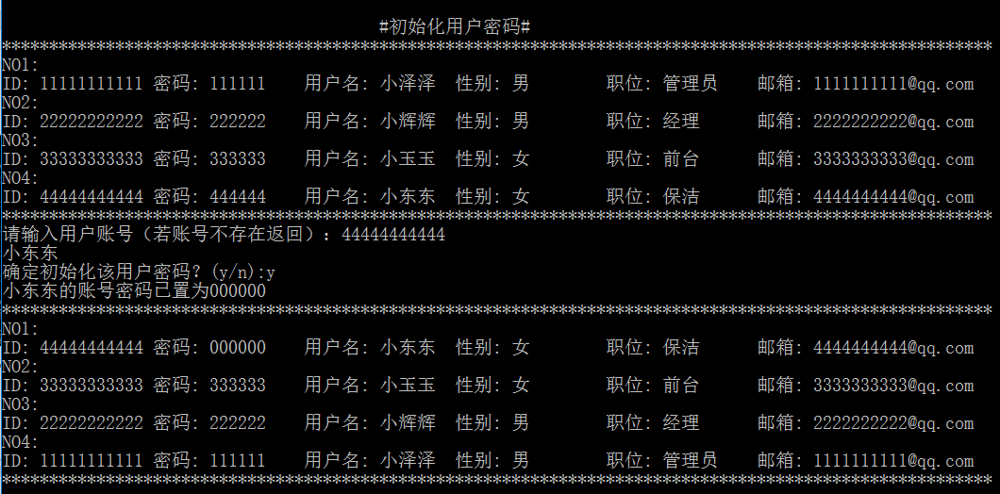 #初始化用户密码#
*********************************************************************************************************
NO1:
ID: 11111111111 密码: 111111    用户名: 小泽泽  性别: 男        职位: 管理员    邮箱: 1111111111@qq.com
NO2:
ID: 22222222222 密码: 222222    用户名: 小辉辉  性别: 男        职位: 经理      邮箱: 2222222222@qq.com
NO3:
ID: 33333333333 密码: 333333    用户名: 小玉玉  性别: 女        职位: 前台      邮箱: 3333333333@qq.com
NO4:
ID: 44444444444 密码: 444444    用户名: 小东东  性别: 女        职位: 保洁      邮箱: 4444444444@qq.com
*********************************************************************************************************
请输入用户账号（若账号不存在返回）: 44444444444
小东东
确定初始化该用户密码? (y/n):y
小东东的账号密码已置为000000
*********************************************************************************************************
NO1:
ID: 44444444444 密码: 000000    用户名: 小东东  性别: 女        职位: 保洁      邮箱: 4444444444@qq.com
NO2:
ID: 33333333333 密码: 333333    用户名: 小玉玉  性别: 女        职位: 前台      邮箱: 3333333333@qq.com
NO3:
ID: 22222222222 密码: 222222    用户名: 小辉辉  性别: 男        职位: 经理      邮箱: 2222222222@qq.com
NO4:
ID: 11111111111 密码: 111111    用户名: 小泽泽  性别: 男        职位: 管理员    邮箱: 1111111111@qq.com
*********************************************************************************************************